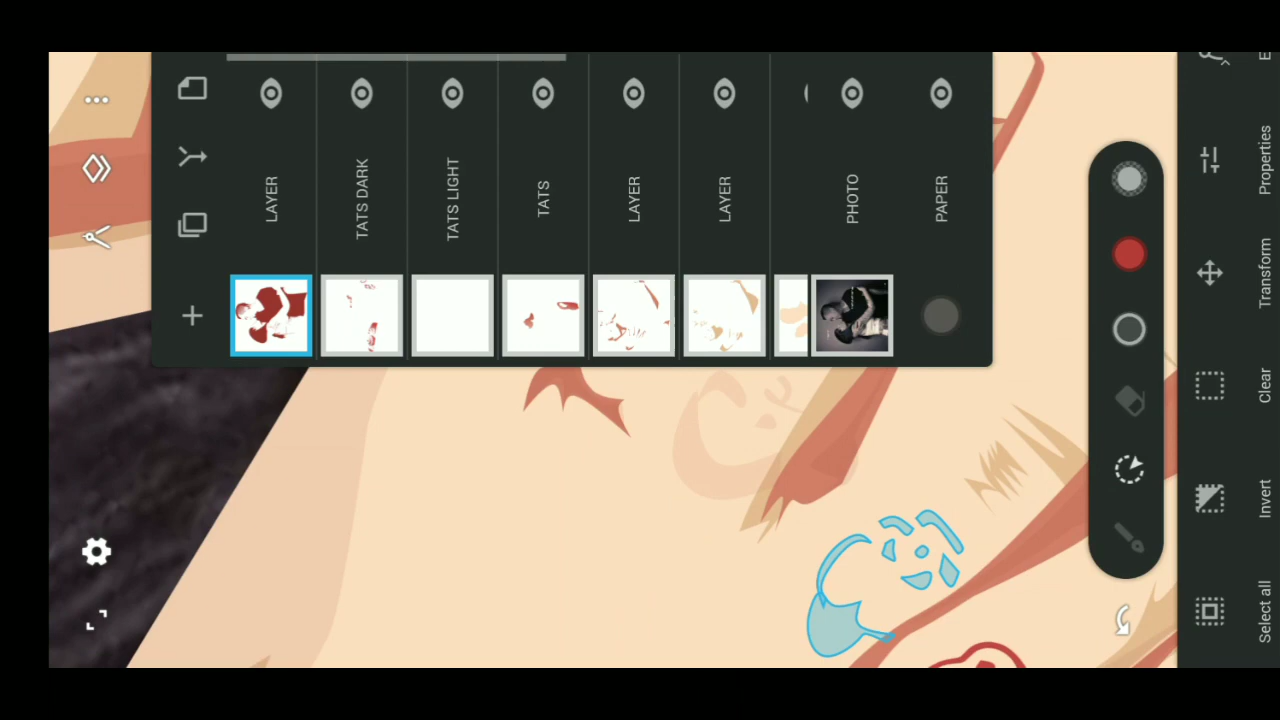 LAYER
TATS DARK
TATS LIGHT
TATS
LAYER
LAYER
PHOTO
PAPER
Properties
Transform
Clear
Invert
Select all